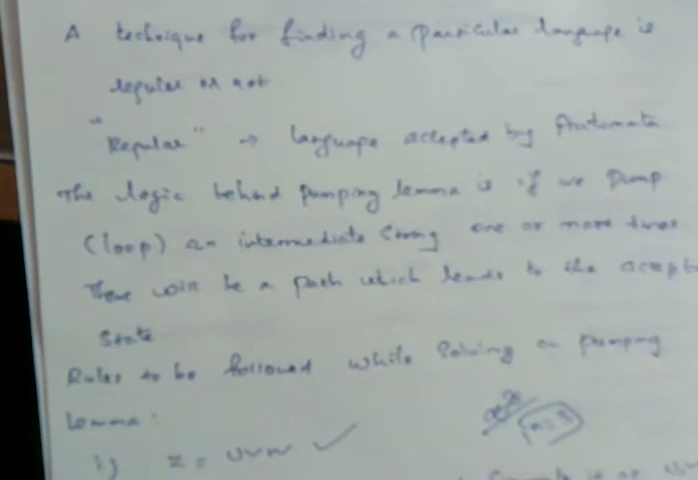 A technique for finding a particular language is
regular or not
"Regular" → language accepted by Automata
The logic behind pumping lemma is if we pump
(loop) an intermediate string one or more times
There will be a path which leads to the accept
state
Rules to be followed while solving on pumping
lemma:
i) z = uvw ✓